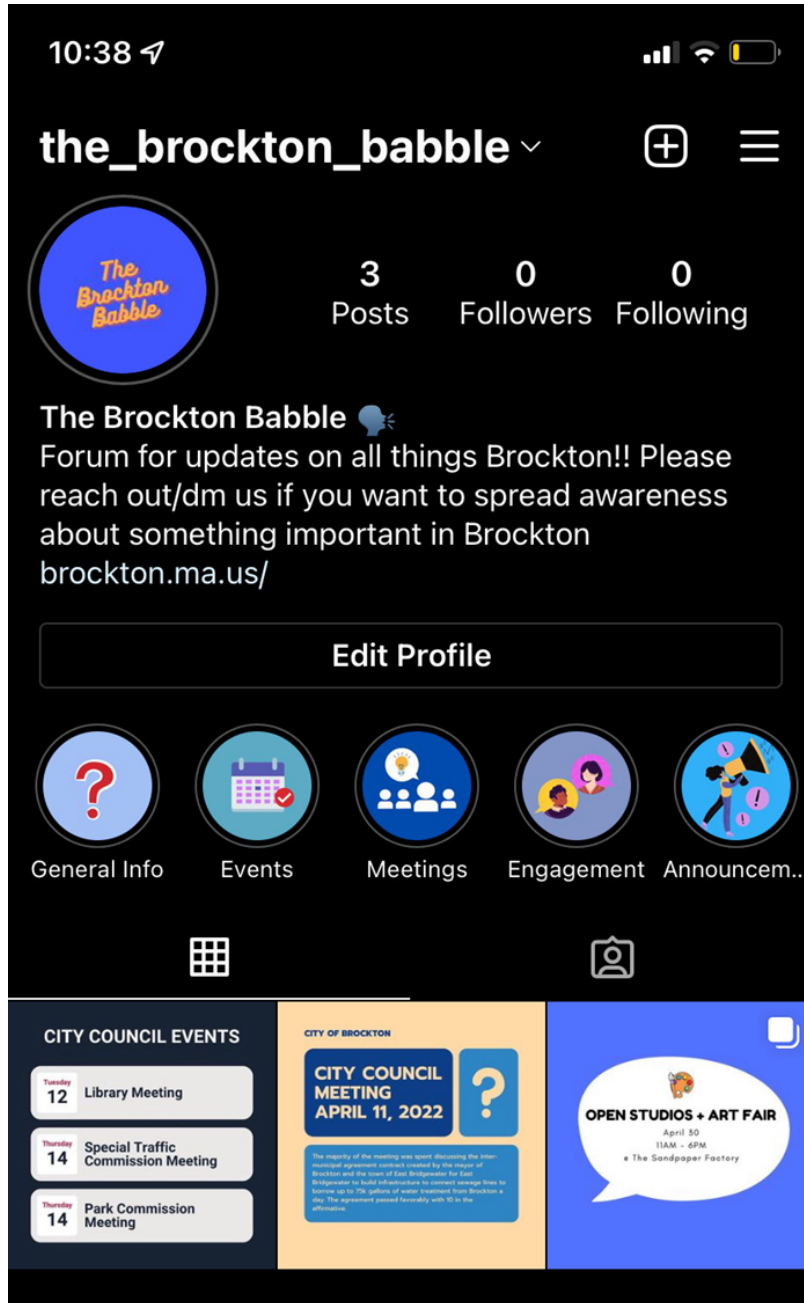 10:38
the_brockton_babble
The
Brockton
Babble
3
Posts
0
Followers
0
Following
The Brockton Babble
Forum for updates on all things Brockton!! Please
reach out/dm us if you want to spread awareness
about something important in Brockton
brockton.ma.us/
Edit Profile
?
General Info
Events
Meetings
Engagement
Announcem..
CITY COUNCIL EVENTS
Tuesday
12
Library Meeting
Thursday
14
Special Traffic
Commission Meeting
Thursday
14
Park Commission
Meeting
CITY OF BROCKTON
CITY COUNCIL
MEETING
APRIL 11, 2022
?
The majority of the meeting was spent discussing the inter-
municipal agreement contract created by the mayor of
Brockton and the town of East Bridgewater for East
Bridgewater to build infrastructure to connect sewage lines to
borrow up to 75k gallons of water treatment from Brockton a
day. The agreement passed favorably with 10 in the
affirmative.
OPEN STUDIOS + ART FAIR
April 30
11AM - 6PM
e The Sandpaper Factory